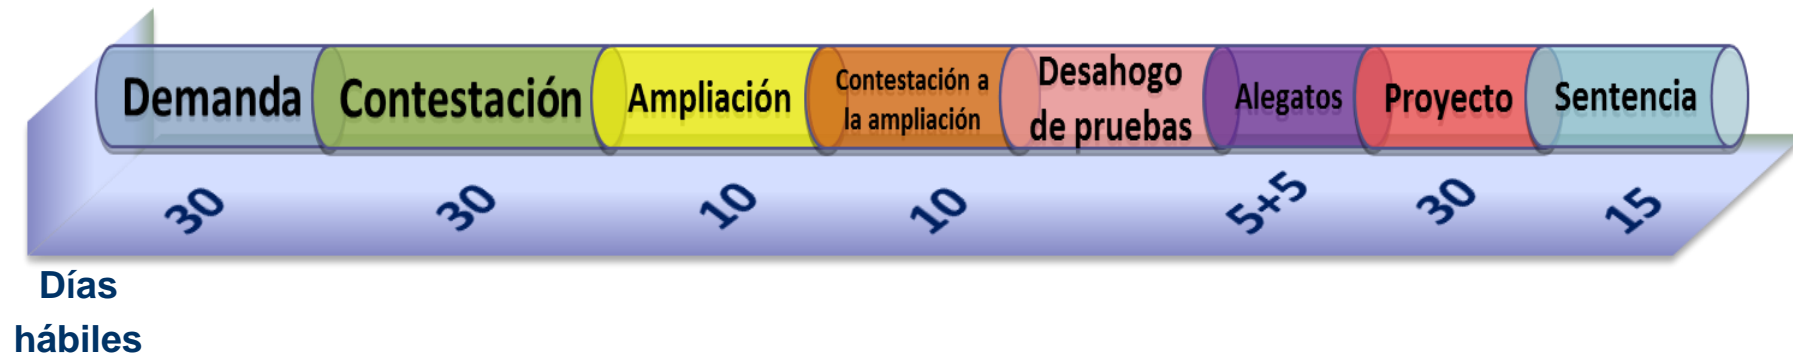 Demanda
Contestación
Ampliación
Contestación a
la ampliación
Desahogo
de pruebas
Alegatos
Proyecto
Sentencia
30
30
10
10
5+5
30
15
Días
hábiles